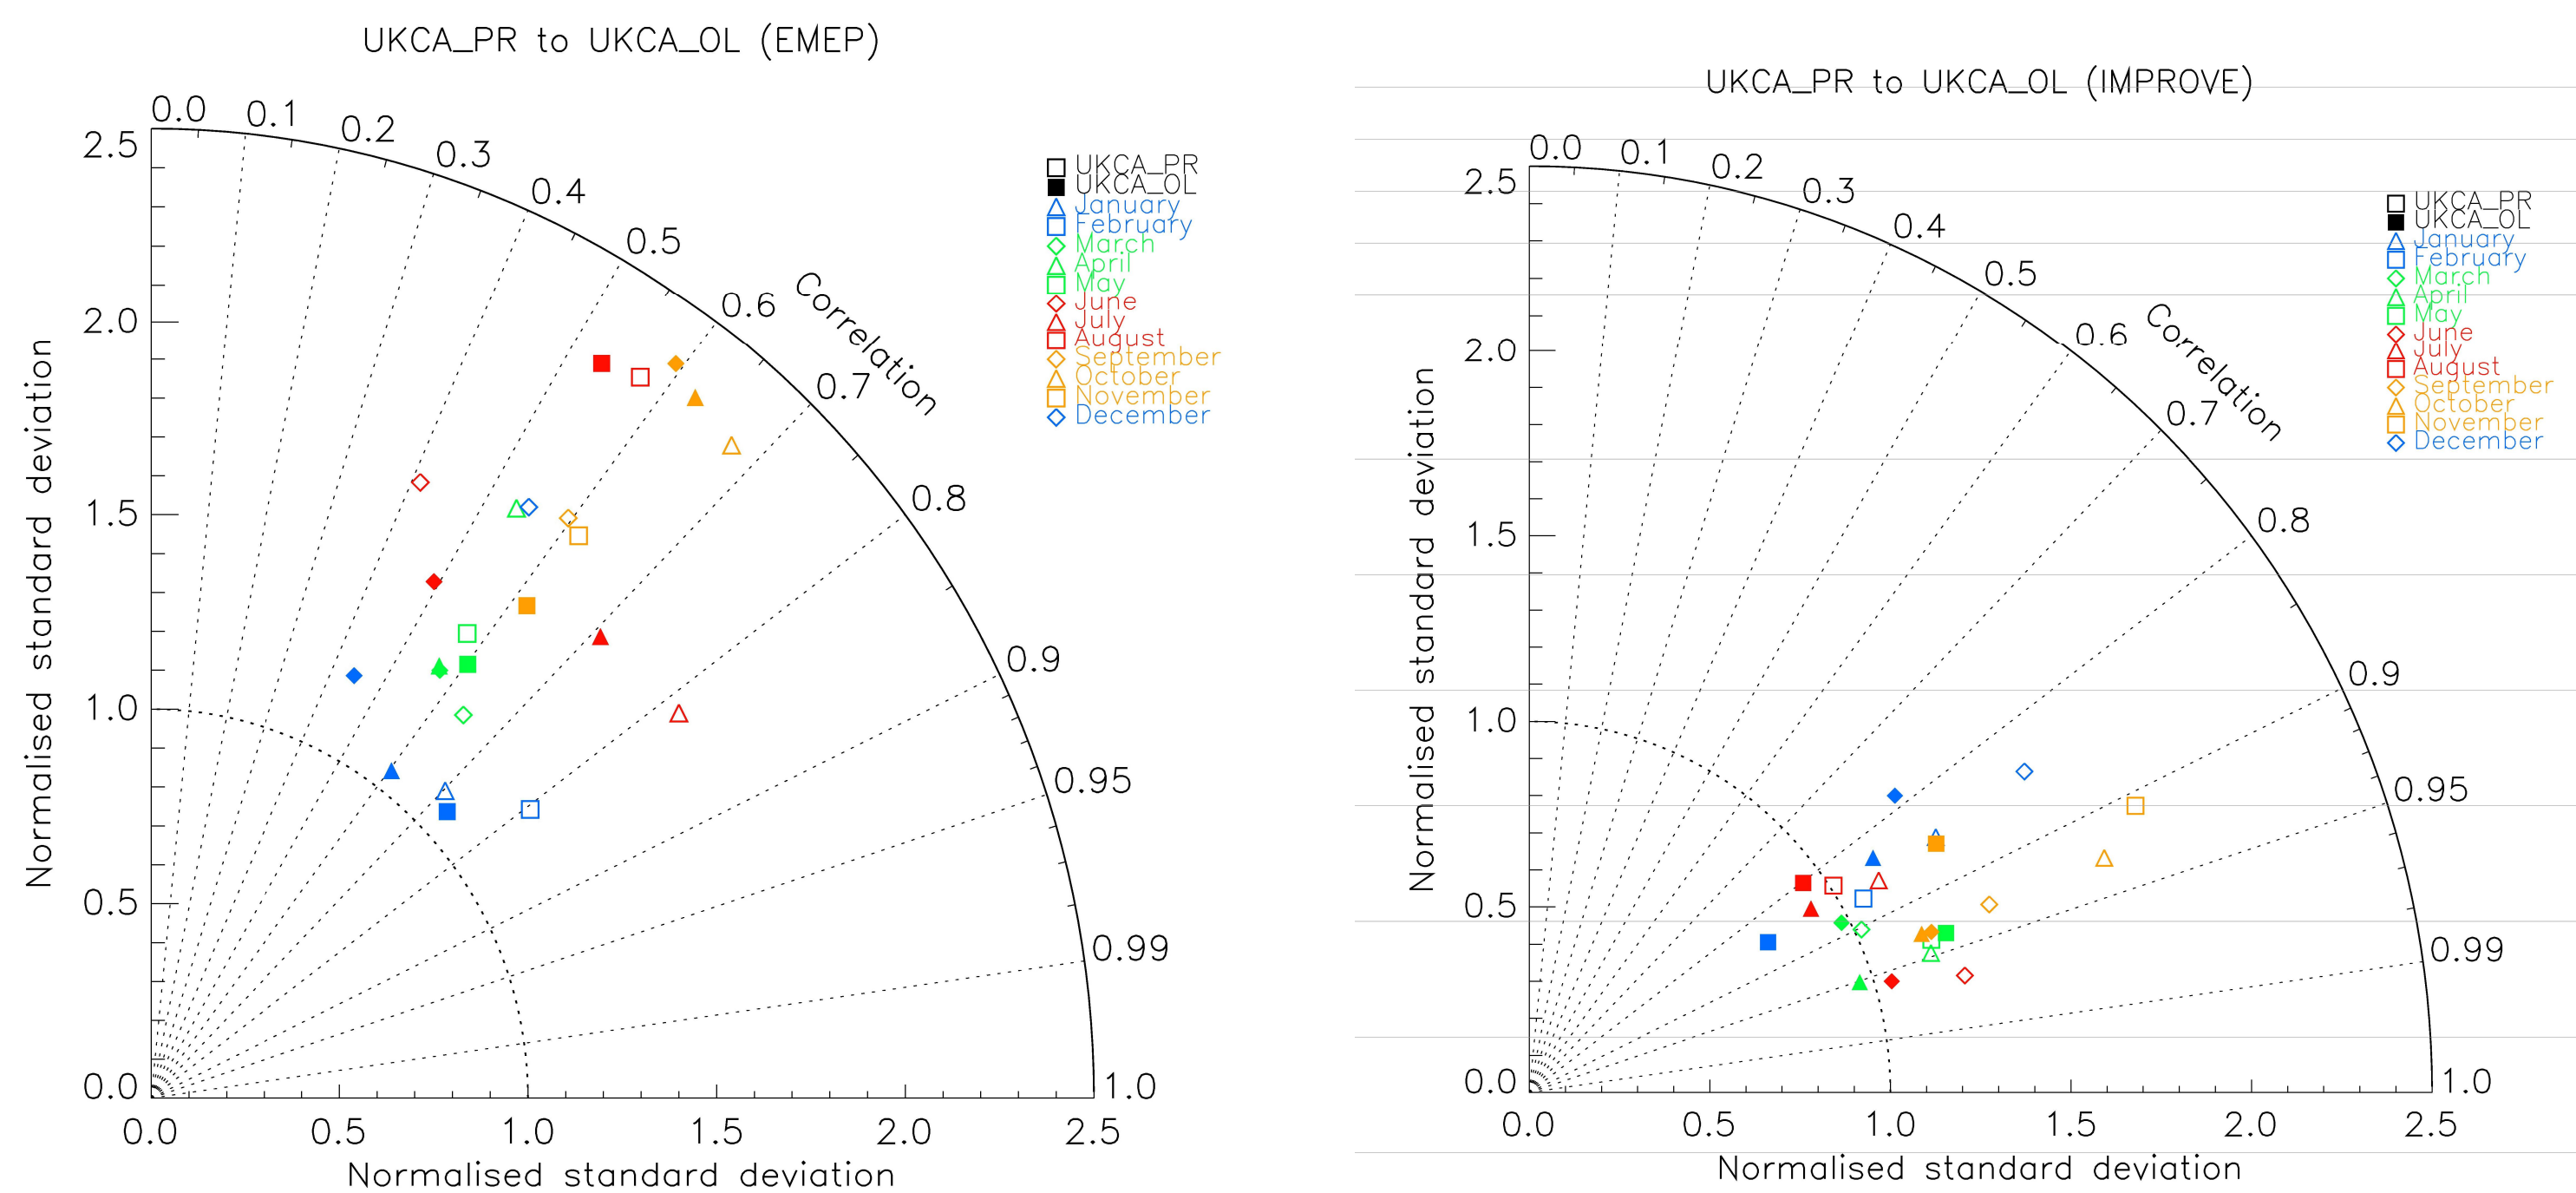 UKCA_PR to UKCA_OL (EMEP)
0.0
0.1
0.2
0.3
0.4
0.5
0.6
0.7
0.8
0.9
0.95
0.99
1.0
Correlation
2.5
2.0
1.5
1.0
0.5
0.0
Normalised standard deviation
0.0 0.5 1.0 1.5 2.0 2.5
Normalised standard deviation
UKCA_PR
UKCA_OL
January
February
March
April
May
June
July
August
September
October
November
December
UKCA_PR to UKCA_OL (IMPROVE)
0.0
0.1
0.2
0.3
0.4
0.5
0.6
0.7
0.8
0.9
0.95
0.99
1.0
Correlation
2.5
2.0
1.5
1.0
0.5
0.0
Normalised standard deviation
0.0 0.5 1.0 1.5 2.0 2.5
Normalised standard deviation
UKCA_PR
UKCA_OL
January
February
March
April
May
June
July
August
September
October
November
December